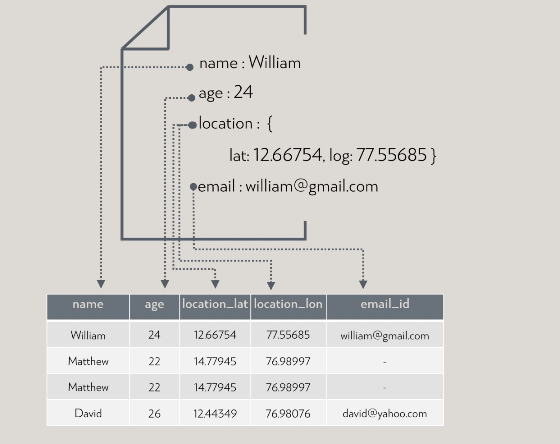 name : William
age : 24
location : {
lat: 12.66754, log: 77.55685 }
email : william@gmail.com
name age location_lat location_lon email_id
William 24 12.66754 77.55685 william@gmail.com
Matthew 22 14.77945 76.98997 -
Matthew 22 14.77945 76.98997 -
David 26 12.44349 76.98076 david@yahoo.com